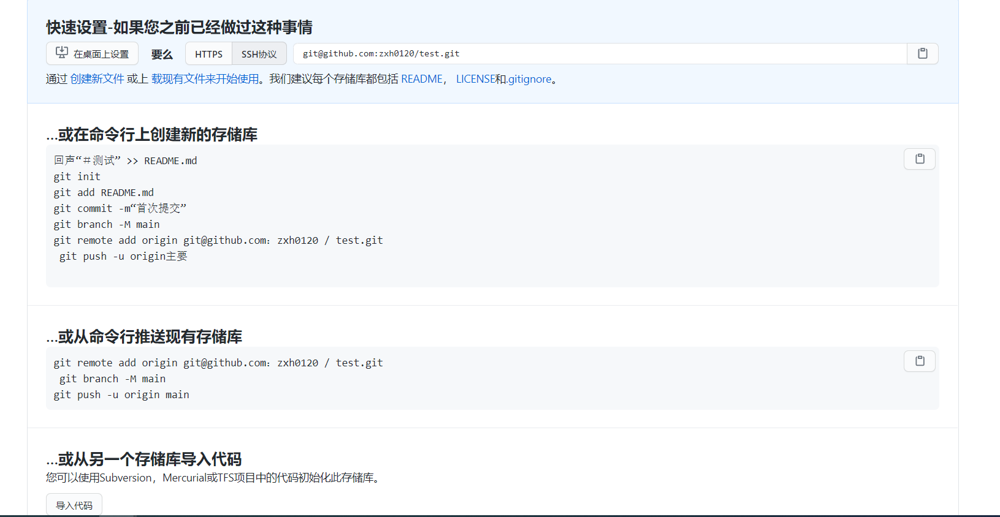 快速设置-如果您之前已经做过这种事情
在桌面上设置 要么 HTTPS SSH协议 git@github.com:zxh0120/test.git
通过 创建新文件 或上 载现有文件来开始使用。我们建议每个存储库都包括 README， LICENSE和.gitignore。
...或在命令行上创建新的存储库
回声“＃测试” >> README.md
git init
git add README.md
git commit -m“首次提交”
git branch -M main
git remote add origin git@github.com：zxh0120 / test.git
git push -u origin主要
...或从命令行推送现有存储库
git remote add origin git@github.com：zxh0120 / test.git
git branch -M main
git push -u origin main
...或从另一个存储库导入代码
您可以使用Subversion，Mercurial或TFS项目中的代码初始化此存储库。
导入代码